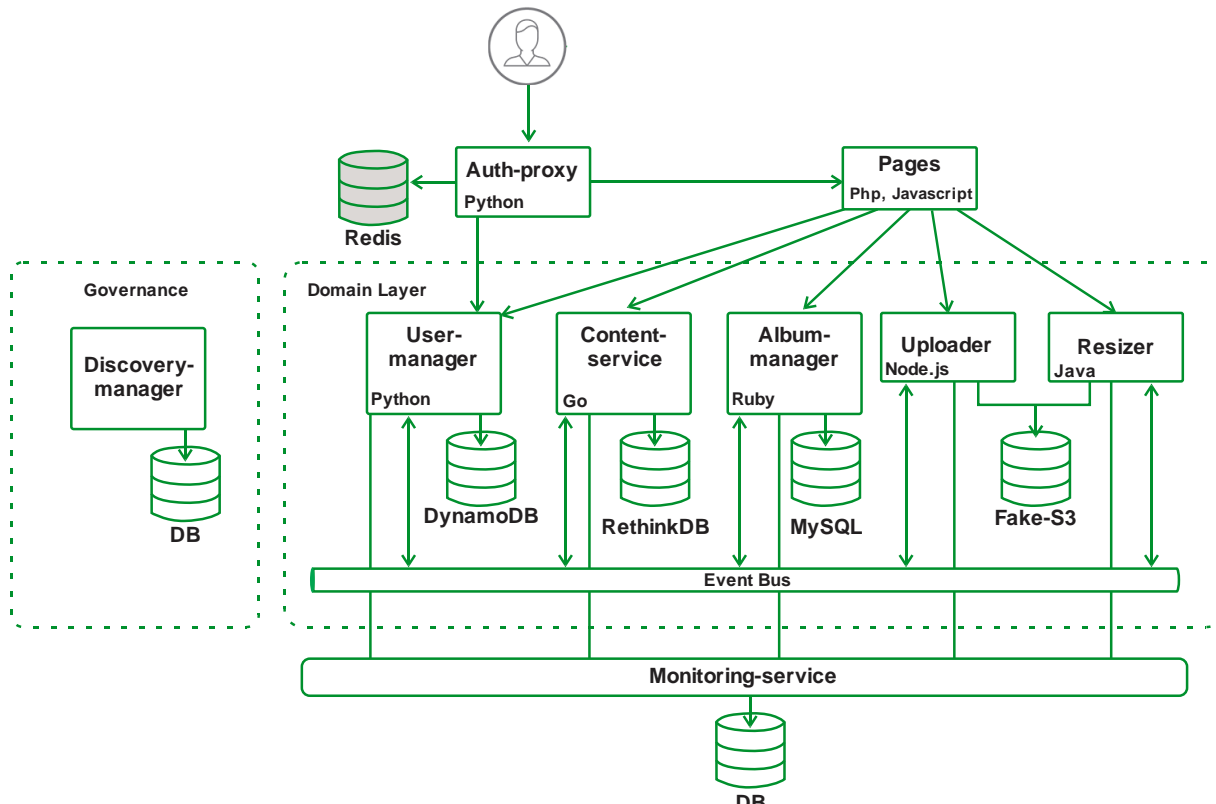 Auth-proxy
Python
Pages
Php, Javascript
Redis
Governance
Domain Layer
Discovery-
manager
DB
User-
manager
Python
Content-
service
Go
Album-
manager
Ruby
Uploader
Node.js
Resizer
Java
DynamoDB
RethinkDB
MySQL
Fake-S3
Event Bus
Monitoring-service
DB